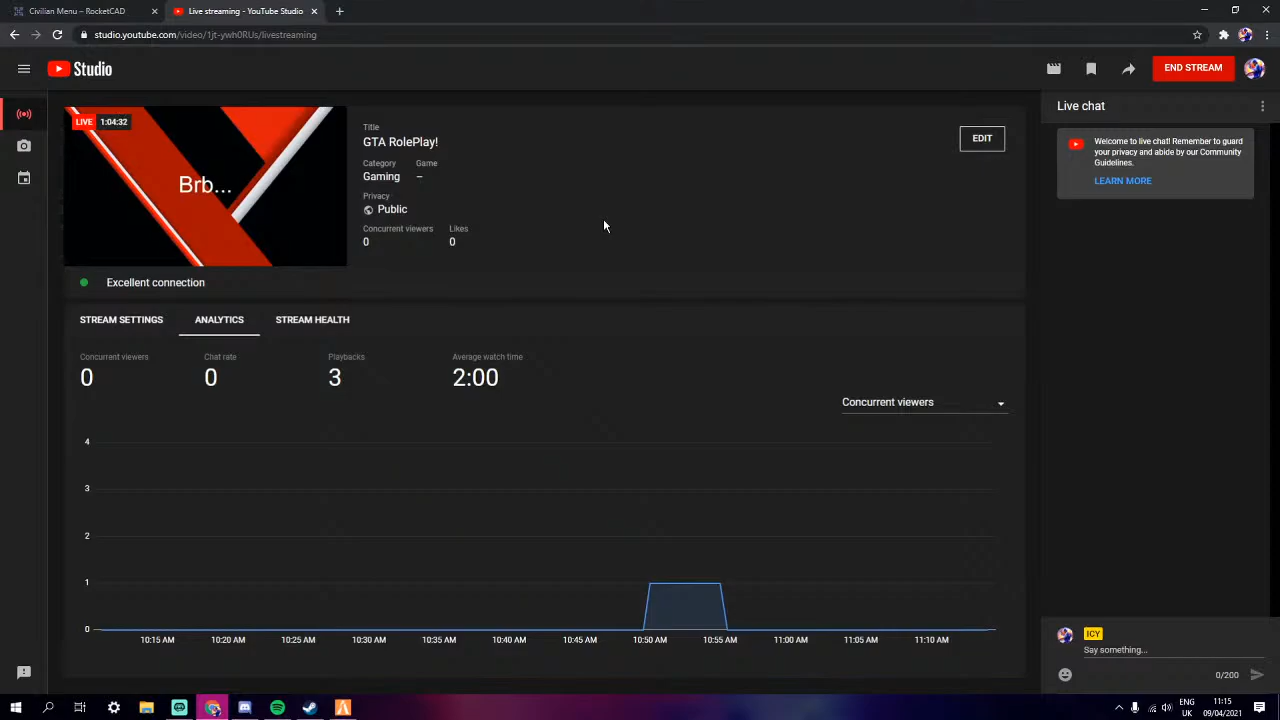 Civilian Menu – RocketCAD
Live streaming - YouTube Studio
studio.youtube.com/video/1jt-ywh0RUs/livestreaming
Studio
END STREAM
LIVE 1:04:32
Brb...
Title
GTA RolePlay!
EDIT
Category Game
Gaming –
Privacy
Public
Concurrent viewers Likes
0 0
Excellent connection
STREAM SETTINGS ANALYTICS STREAM HEALTH
Concurrent viewers Chat rate Playbacks Average watch time
0 0 3 2:00
Concurrent viewers
4
3
2
1
0
10:15 AM 10:20 AM 10:25 AM 10:30 AM 10:35 AM 10:40 AM 10:45 AM 10:50 AM 10:55 AM 11:00 AM 11:05 AM 11:10 AM
Live chat
Welcome to live chat! Remember to guard
your privacy and abide by our Community
Guidelines.
LEARN MORE
ICY
Say something...
0/200
ENG
UK
11:15
09/04/2021